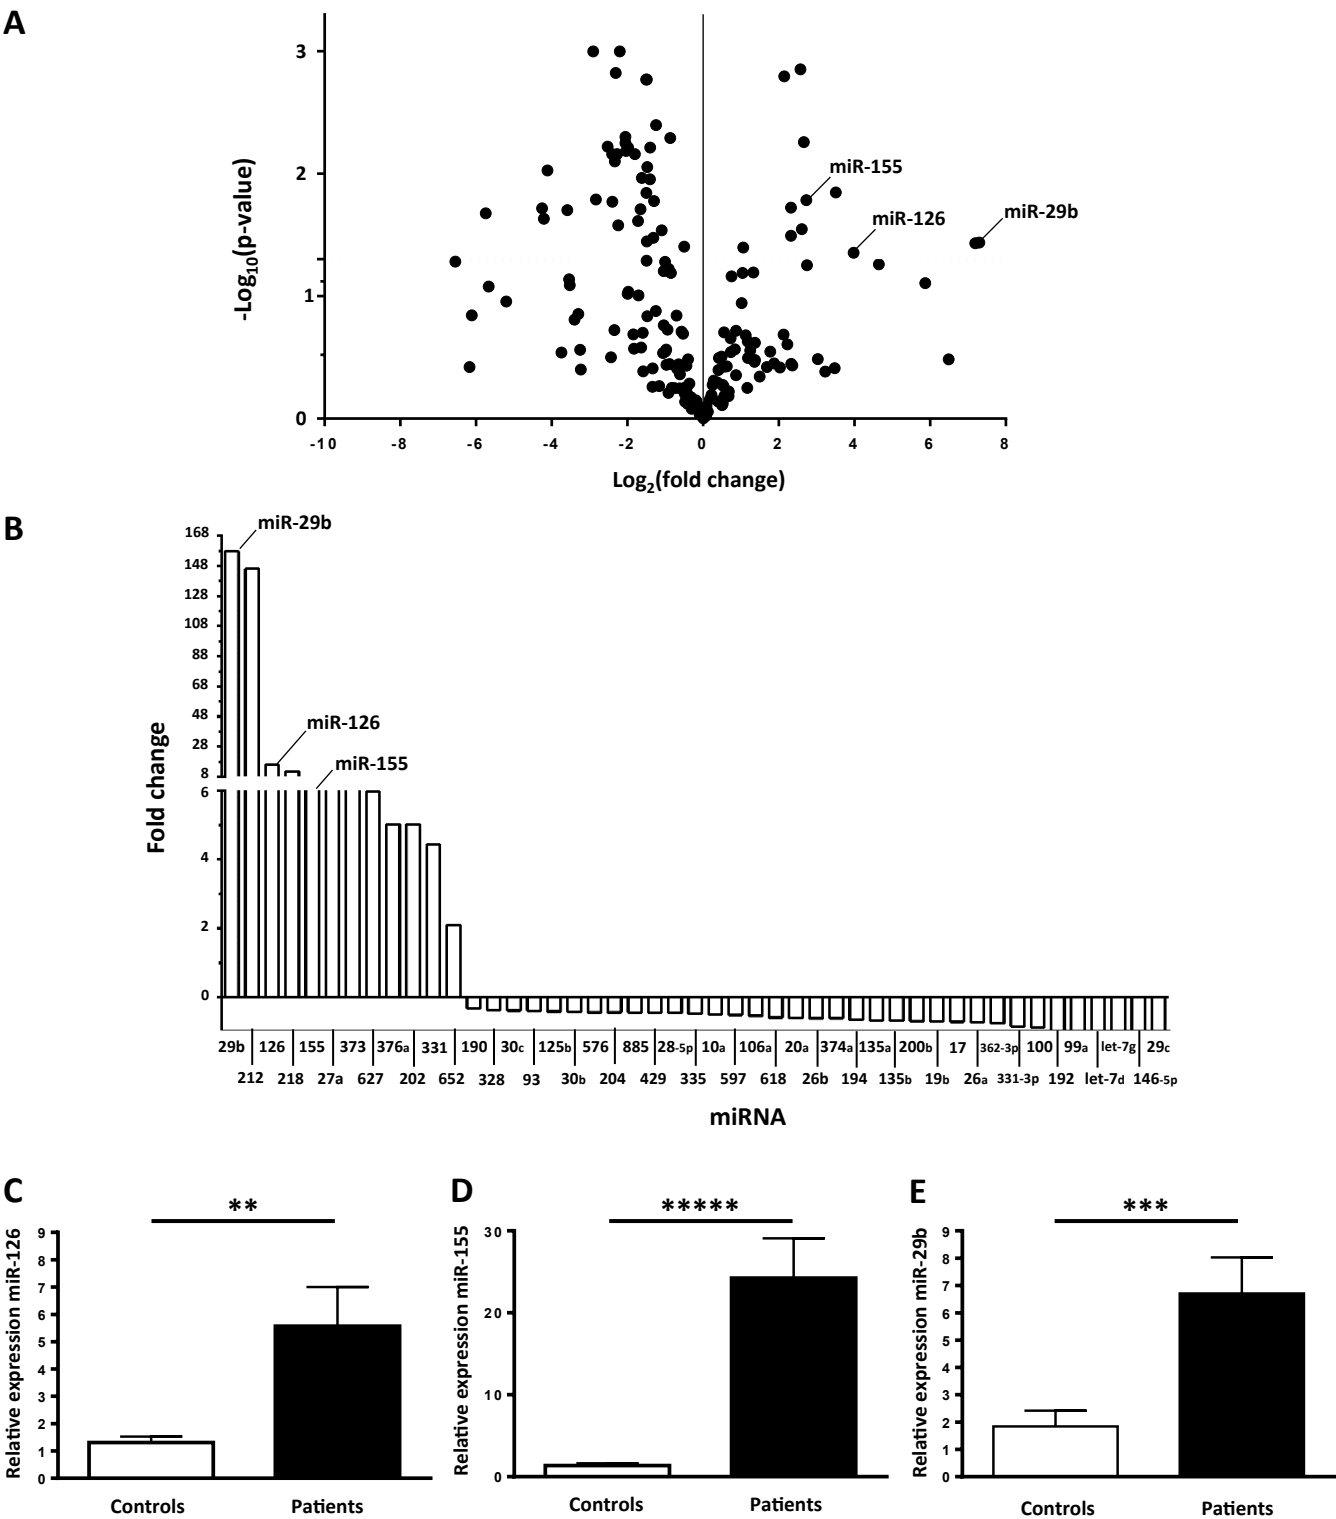 A
-Log10(p-value)
3
2
1
0
miR-155
miR-126
miR-29b
-10 -8 -6 -4 -2 0 2 4 6 8
Log2(fold change)
B
Fold change
168
148
128
108
88
68
48
28
8
6
4
2
0
miR-29b
miR-126
miR-155
29b 126 155 373 376a 331 190 30c 125b 576 885 28-5p 10a 106a 20a 374a 135a 200b 17 362-3p 100 99a let-7g 29c
212 218 27a 627 202 652 328 93 30b 204 429 335 597 618 26b 194 135b 19b 26a 331-3p 192 let-7d 146-5p
miRNA
C
Relative expression miR-126
9
8
7
6
5
4
3
2
1
0
**
Controls Patients
D
Relative expression miR-155
30
20
10
0
*****
Controls Patients
E
Relative expression miR-29b
9
8
7
6
5
4
3
2
1
0
***
Controls Patients